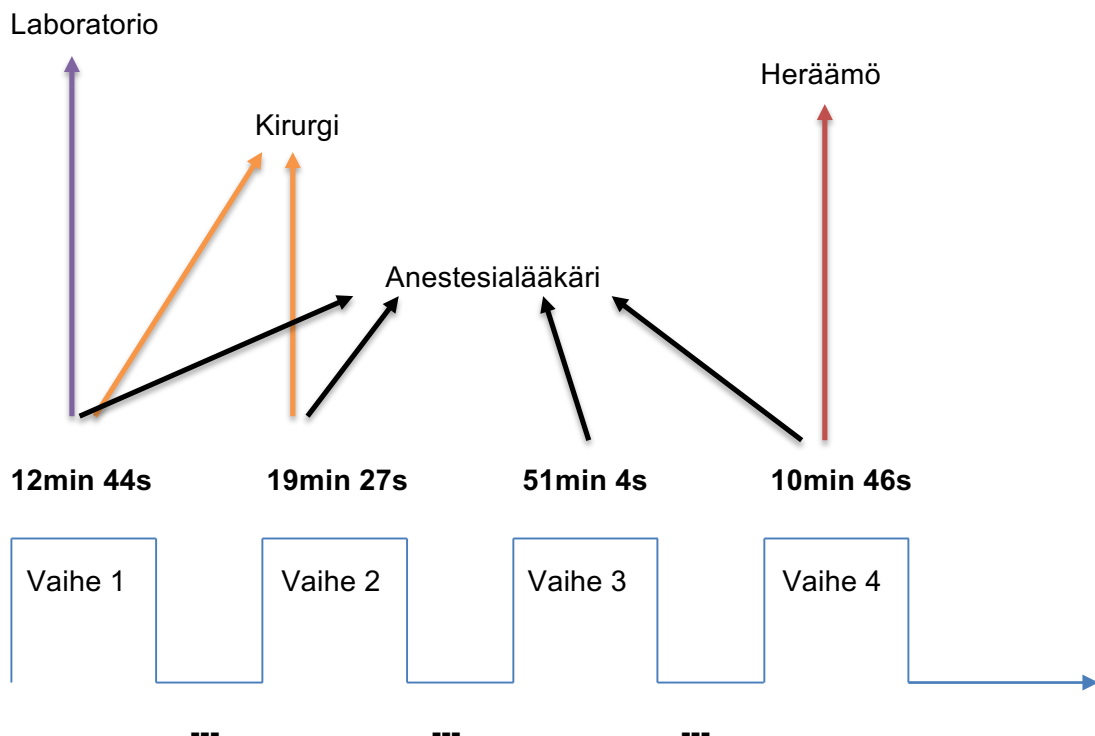 Laboratorio
Heräämö
Kirurgi
Anestesialääkäri
12min 44s 19min 27s 51min 4s 10min 46s
Vaihe 1 Vaihe 2 Vaihe 3 Vaihe 4
--- --- ---